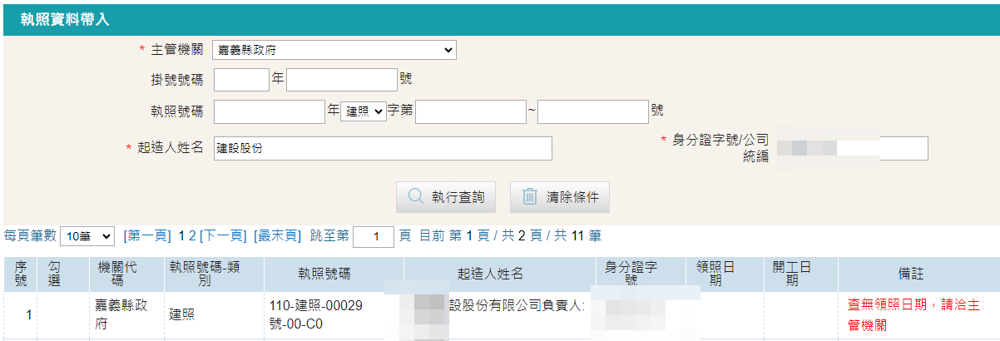 執照資料帶入
* 主管機關 嘉義縣政府
掛號號碼 年 號
執照號碼 年 建照 字第 ~ 號
* 起造人姓名 建設股份 * 身分證字號/公司
統編
執行查詢 清除條件
每頁筆數 10筆 [第一頁] 1 2 [下一頁] [最末頁] 跳至第 1 頁 目前 第 1 頁 / 共 2 頁 / 共 11 筆
序號 勾選 機關代碼 執照號碼-類別 執照號碼 起造人姓名 身分證字號 領照日期 開工日期 備註
1 嘉義縣政府 建照 110-建照-00029號-00-C0 設股份有限公司負責人: 查無領照日期，請洽主管機關